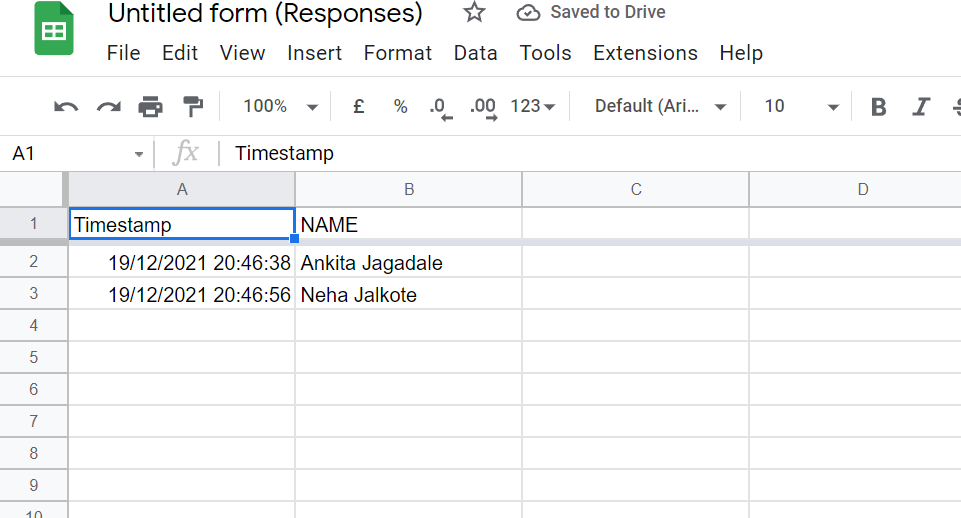 Untitled form (Responses) Saved to Drive
File Edit View Insert Format Data Tools Extensions Help
100% £ % .0 .00 123 Default (Ari... 10 B I S
A1 fx Timestamp
A B C D
1 Timestamp NAME
2 19/12/2021 20:46:38 Ankita Jagadale
3 19/12/2021 20:46:56 Neha Jalkote
4
5
6
7
8
9
10